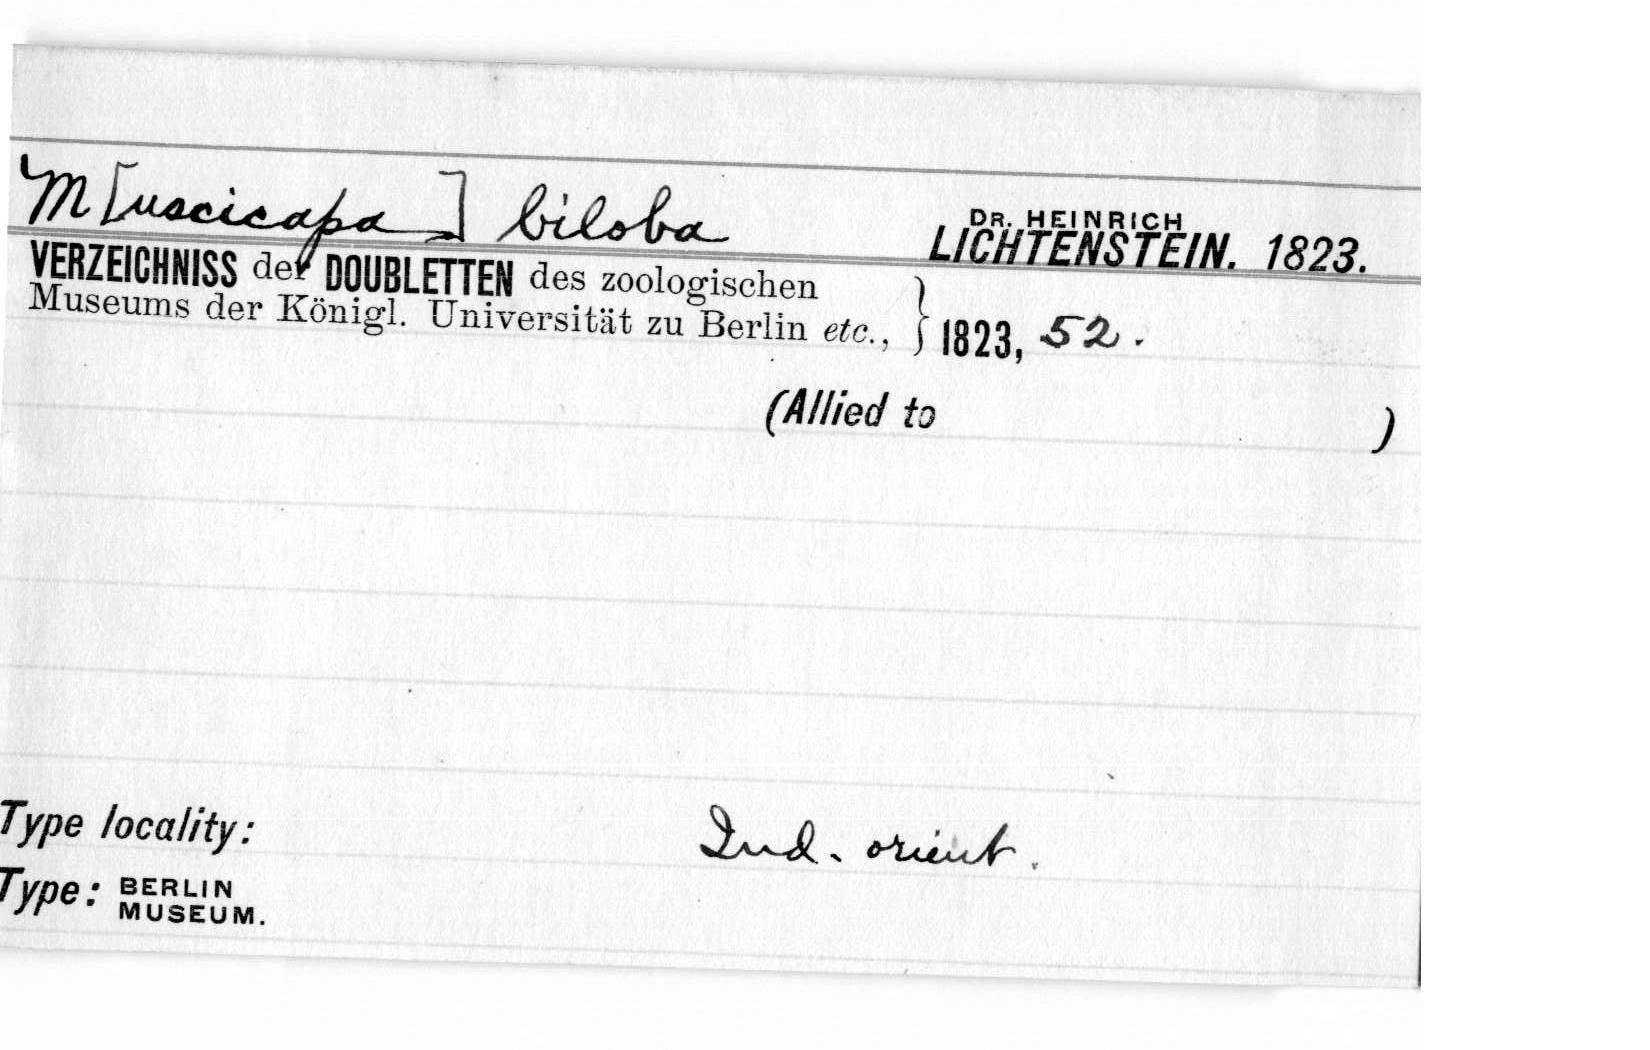 M[uscicapa] biloba
DR. HEINRICH
LICHTENSTEIN. 1823.
VERZEICHNISS der DOUBLETTEN des zoologischen
Museums der Königl. Universität zu Berlin etc., } 1823, 52.
(Allied to )
Type locality: Ind. orient.
Type: BERLIN
MUSEUM.